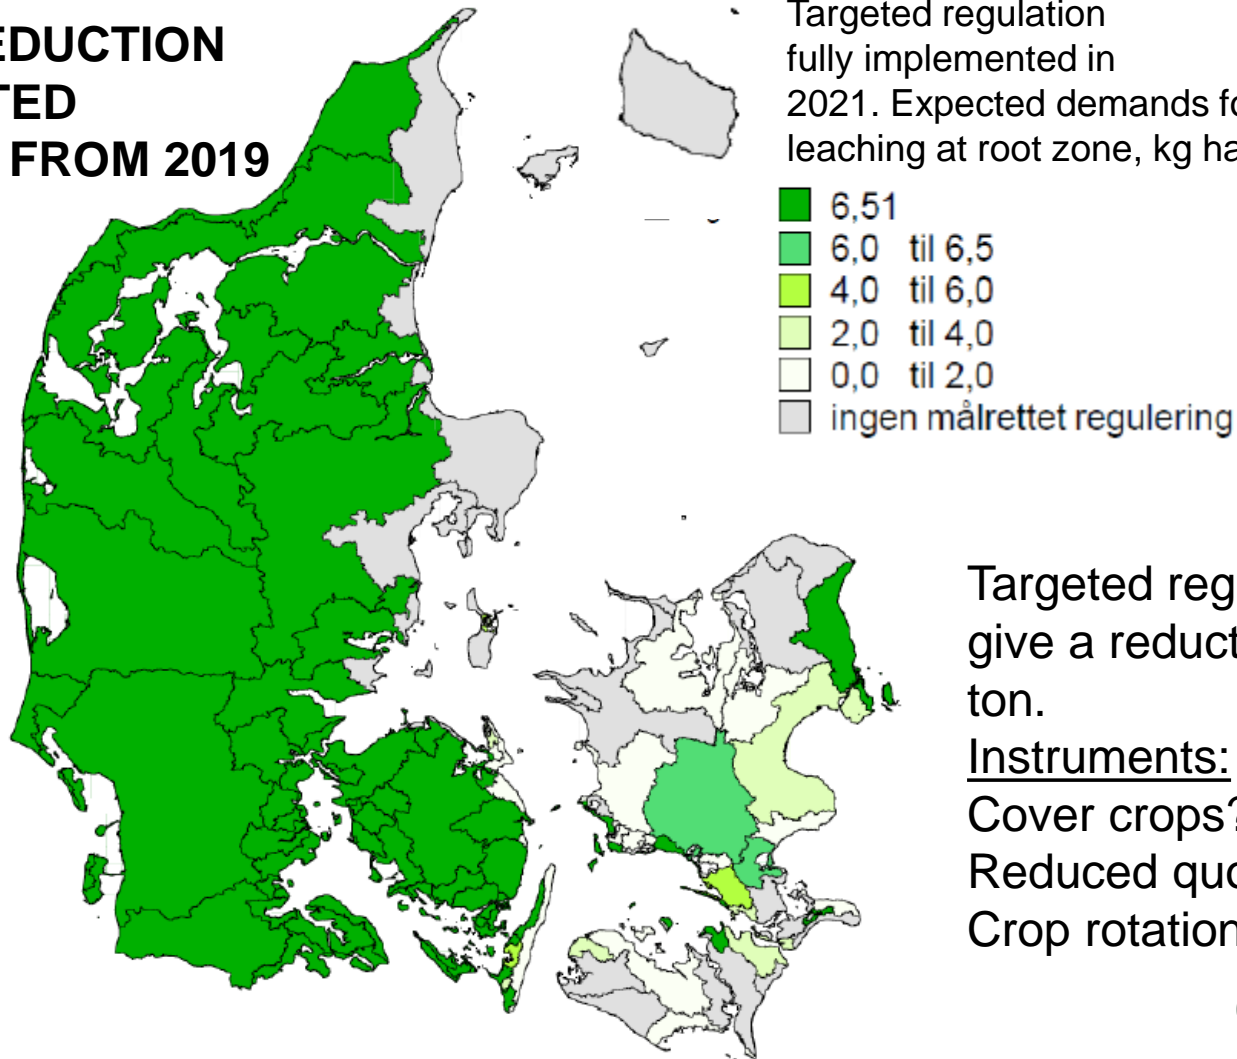 EDUCTION
TED
FROM 2019
Targeted regulation
fully implemented in
2021. Expected demands fo
leaching at root zone, kg ha
6,51
6,0 til 6,5
4,0 til 6,0
2,0 til 4,0
0,0 til 2,0
ingen målrettet regulering
Targeted reg
give a reduct
ton.
Instruments:
Cover crops?
Reduced quo
Crop rotation